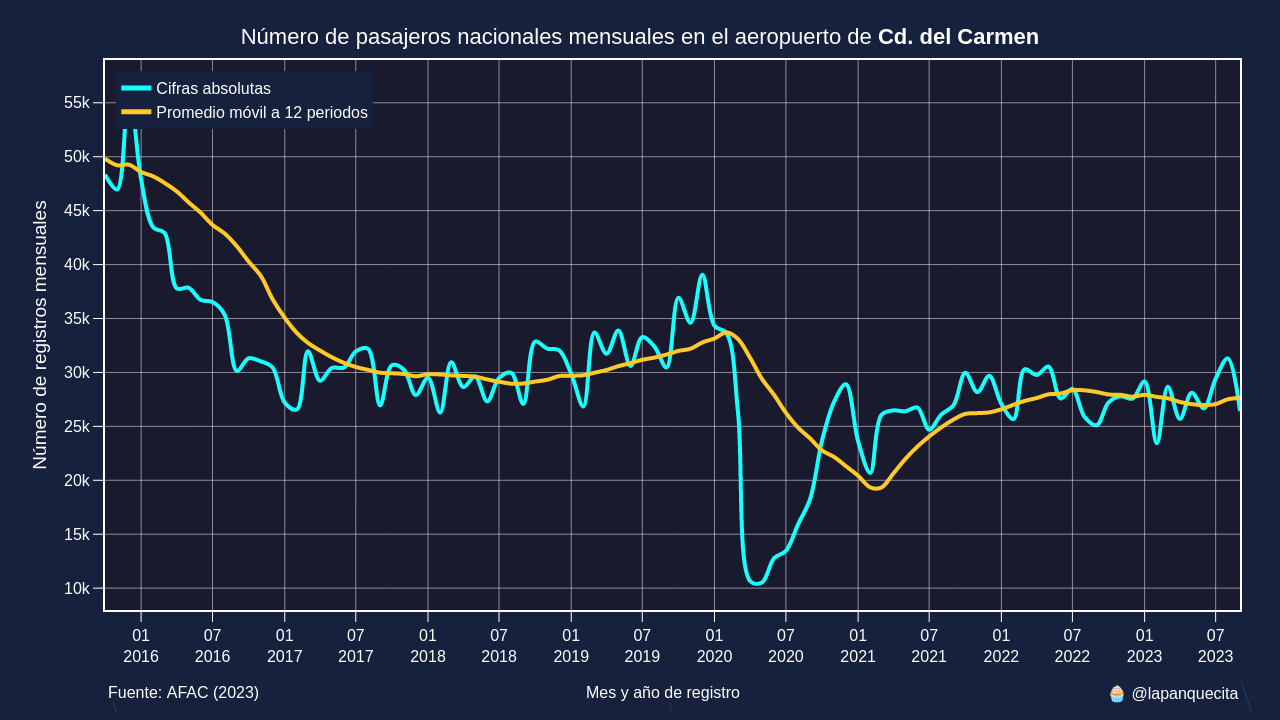 Número de pasajeros nacionales mensuales en el aeropuerto de Cd. del Carmen
Cifras absolutas
Promedio móvil a 12 periodos
Número de registros mensuales
55k
50k
45k
40k
35k
30k
25k
20k
15k
10k
01 07 01 07 01 07 01 07 01 07 01 07 01 07 01 07
2016 2016 2017 2017 2018 2018 2019 2019 2020 2020 2021 2021 2022 2022 2023 2023
Fuente: AFAC (2023)
Mes y año de registro
🧁 @lapanquecita